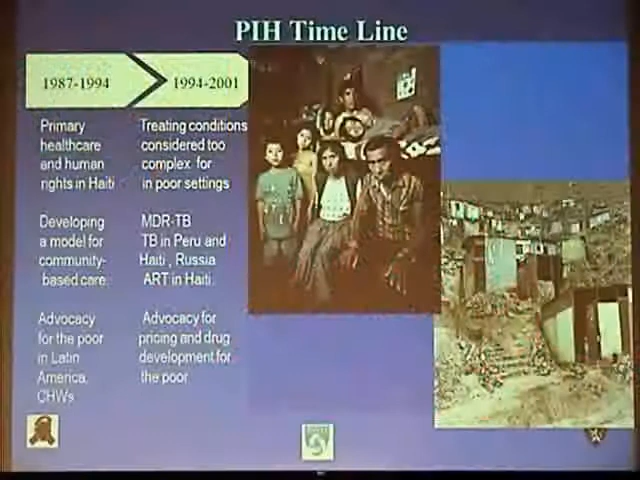 PIH Time Line
1987-1994
1994-2001
Primary
healthcare
and human
rights in Haiti
Treating conditions
considered too
complex for
in poor settings
Developing
a model for
community-
based care.
MDR-TB
TB in Peru and
Haiti , Russia
ART in Haiti.
Advocacy
for the poor
in Latin
America,
CHWs
Advocacy for
pricing and drug
development for
the poor